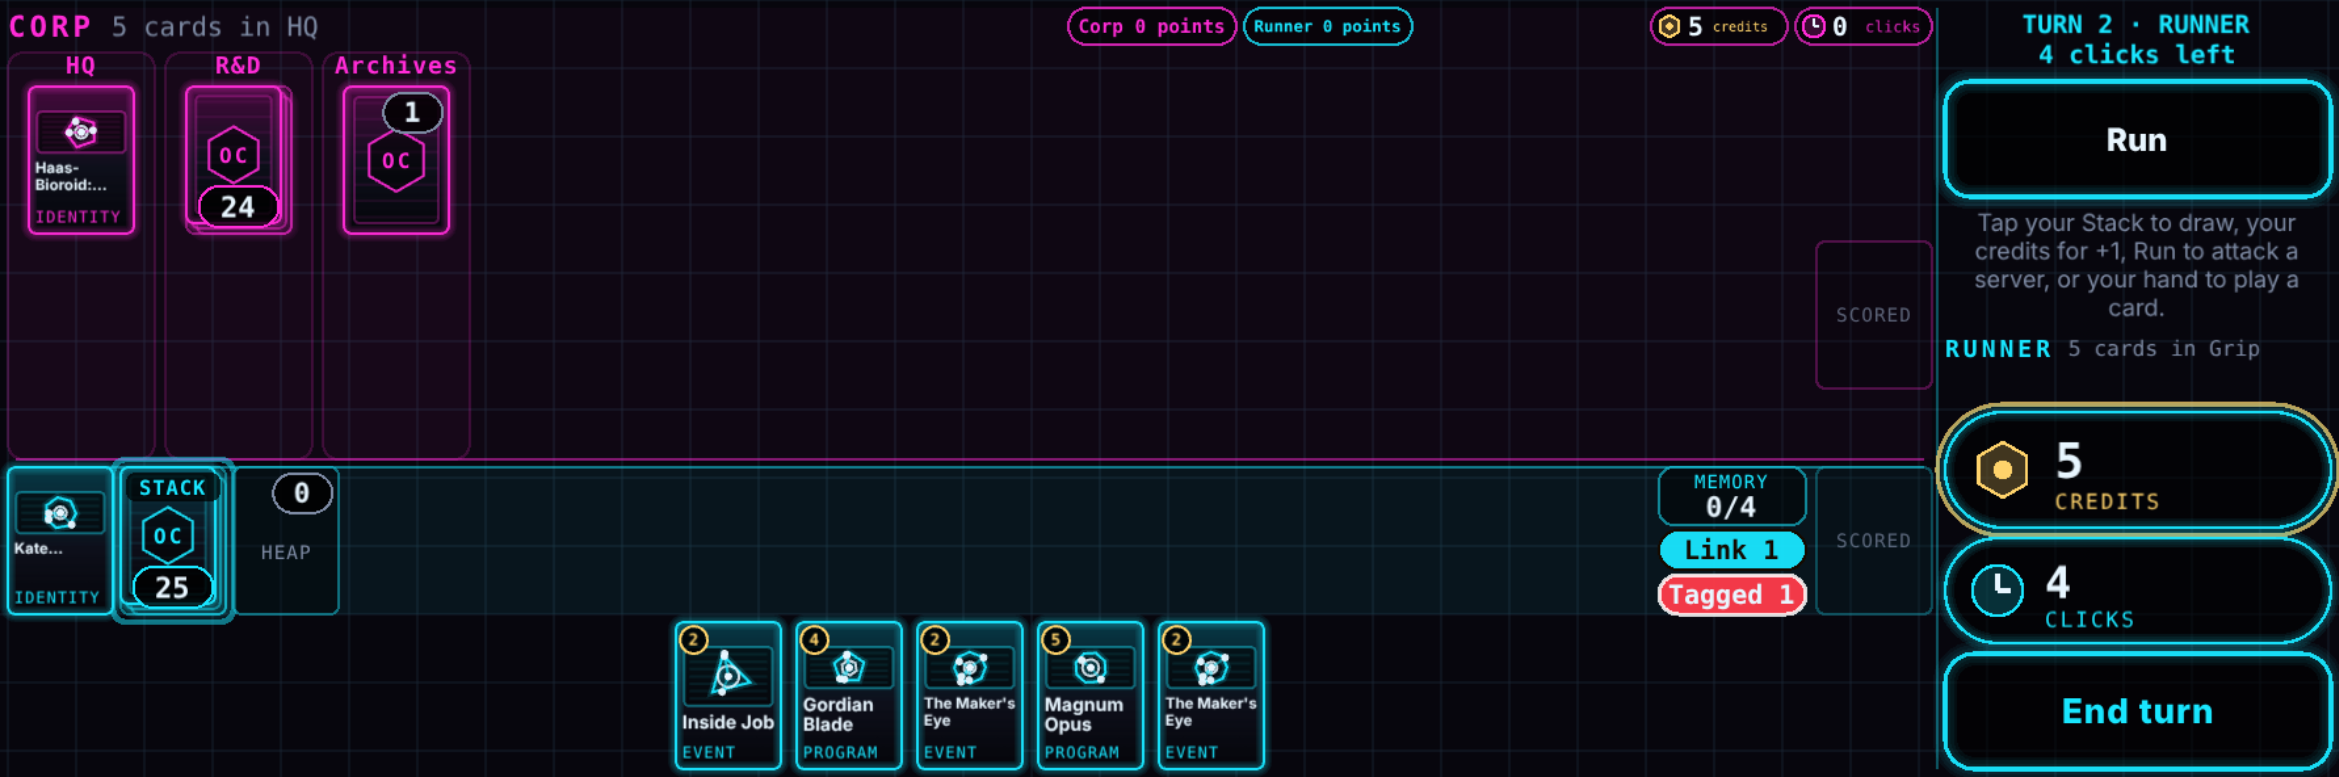 CORP 5 cards in HQ
Corp 0 points
Runner 0 points
5 credits
0 clicks
TURN 2 · RUNNER
4 clicks left
HQ
R&D
Archives
Haas-
Bioroid:...
IDENTITY
OC
24
1
OC
Run
Tap your Stack to draw, your
credits for +1, Run to attack a
server, or your hand to play a
card.
SCORED
RUNNER 5 cards in Grip
5
CREDITS
4
CLICKS
End turn
Kate...
IDENTITY
STACK
OC
25
0
HEAP
MEMORY
0/4
Link 1
Tagged 1
SCORED
2
Inside Job
EVENT
4
Gordian
Blade
PROGRAM
2
The Maker's
Eye
EVENT
5
Magnum
Opus
PROGRAM
2
The Maker's
Eye
EVENT